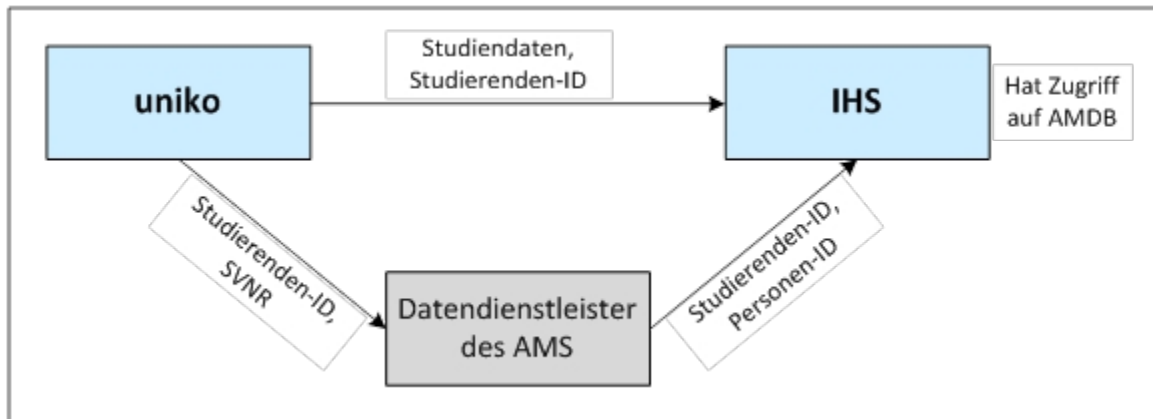 uniko
Studiendaten,
Studierenden-ID
IHS
Hat Zugriff
auf AMDB
Studierenden-ID,
SVNR
Datendienstleister
des AMS
Studierenden-ID,
Personen-ID